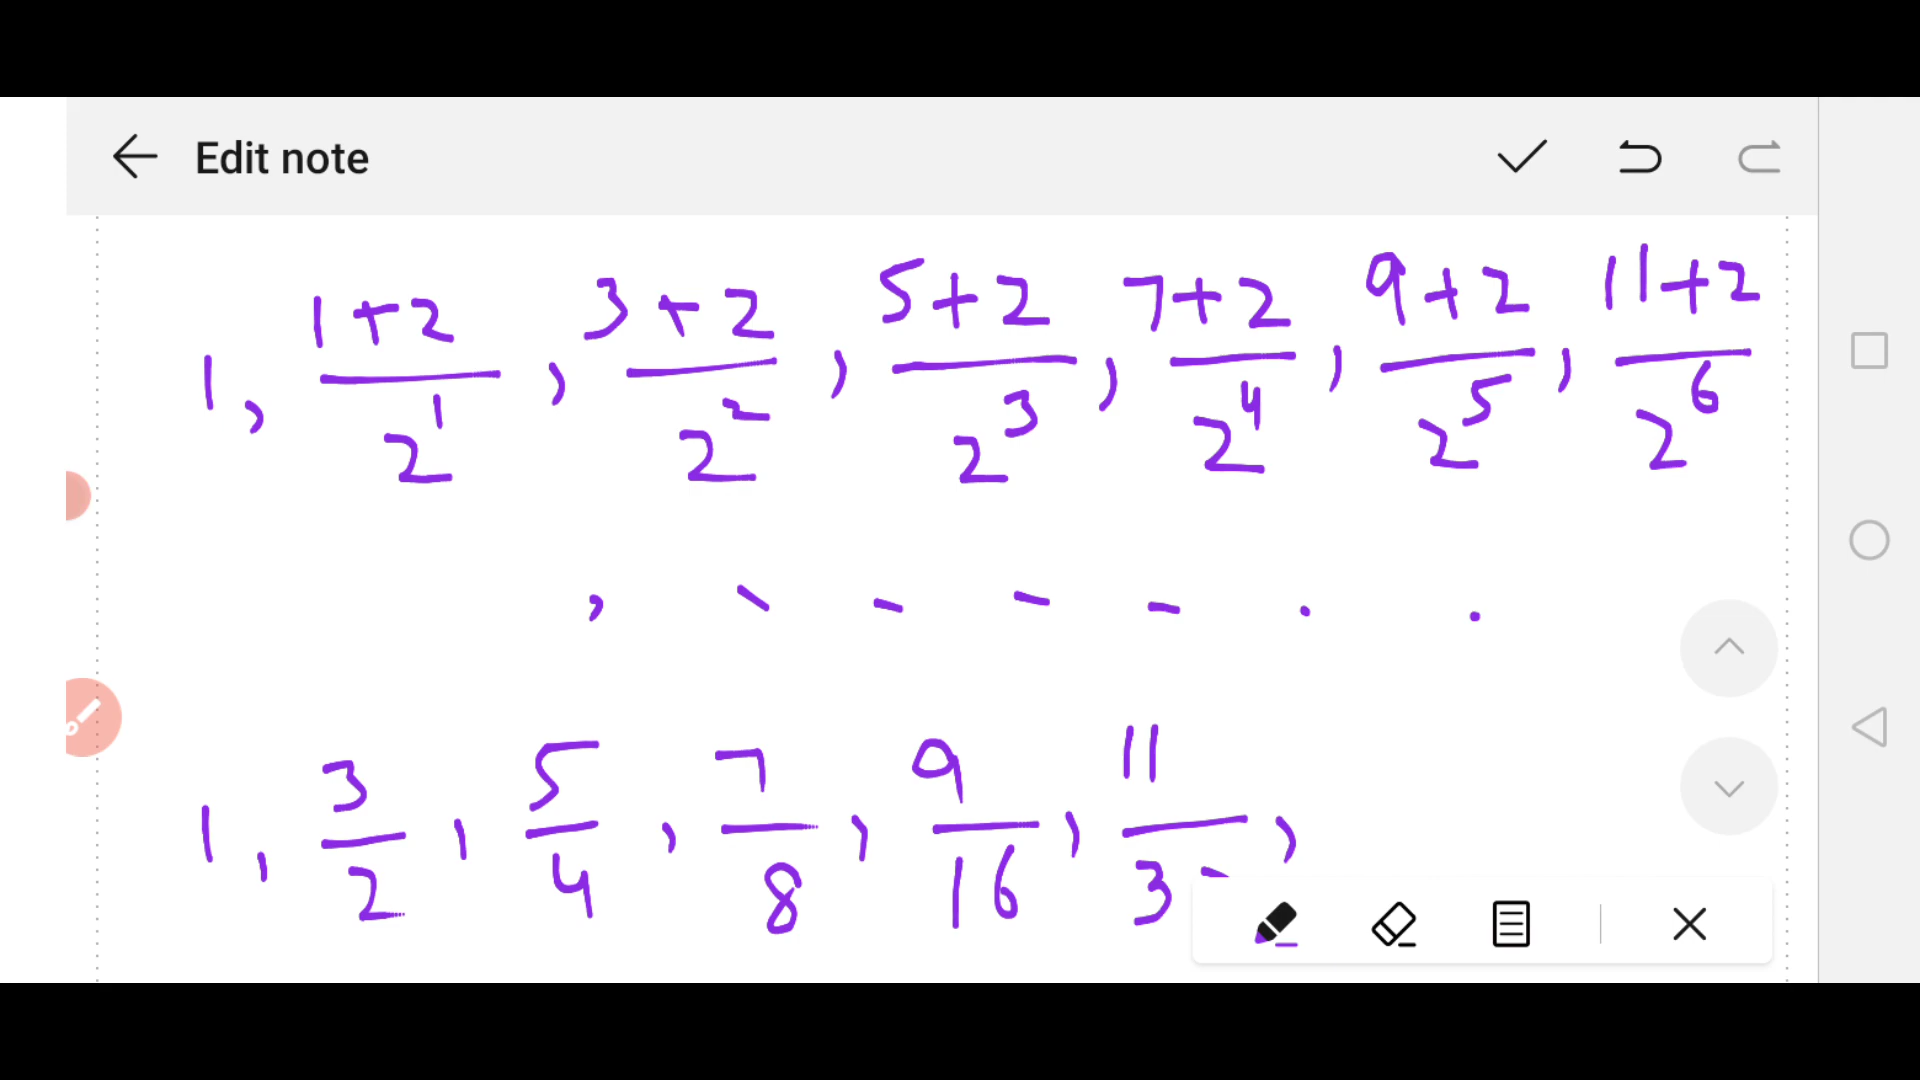 Edit note
1, 1+2/2^1, 3+2/2^2, 5+2/2^3, 7+2/2^4, 9+2/2^5, 11+2/2^6
, - - - - . .
1, 3/2, 5/4, 7/8, 9/16, 11/3